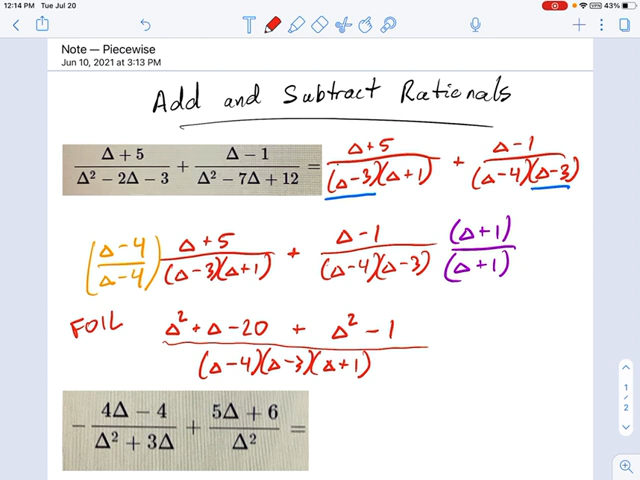 12:14 PM Tue Jul 20
VPN 43%
T
Note — Piecewise
Jun 10, 2021 at 3:13 PM
Add and Subtract Rationals
(Δ + 5)/(Δ² − 2Δ − 3) + (Δ − 1)/(Δ² − 7Δ + 12) = (Δ+5)/((Δ−3)(Δ+1)) + (Δ−1)/((Δ−4)(Δ−3))
((Δ−4)/(Δ−4)) (Δ+5)/((Δ−3)(Δ+1)) + (Δ−1)/((Δ−4)(Δ−3)) (Δ+1)/(Δ+1)
FOIL (Δ²+Δ−20 + Δ²−1)/((Δ−4)(Δ−3)(Δ+1))
−(4Δ − 4)/(Δ² + 3Δ) + (5Δ + 6)/Δ² =
1
2